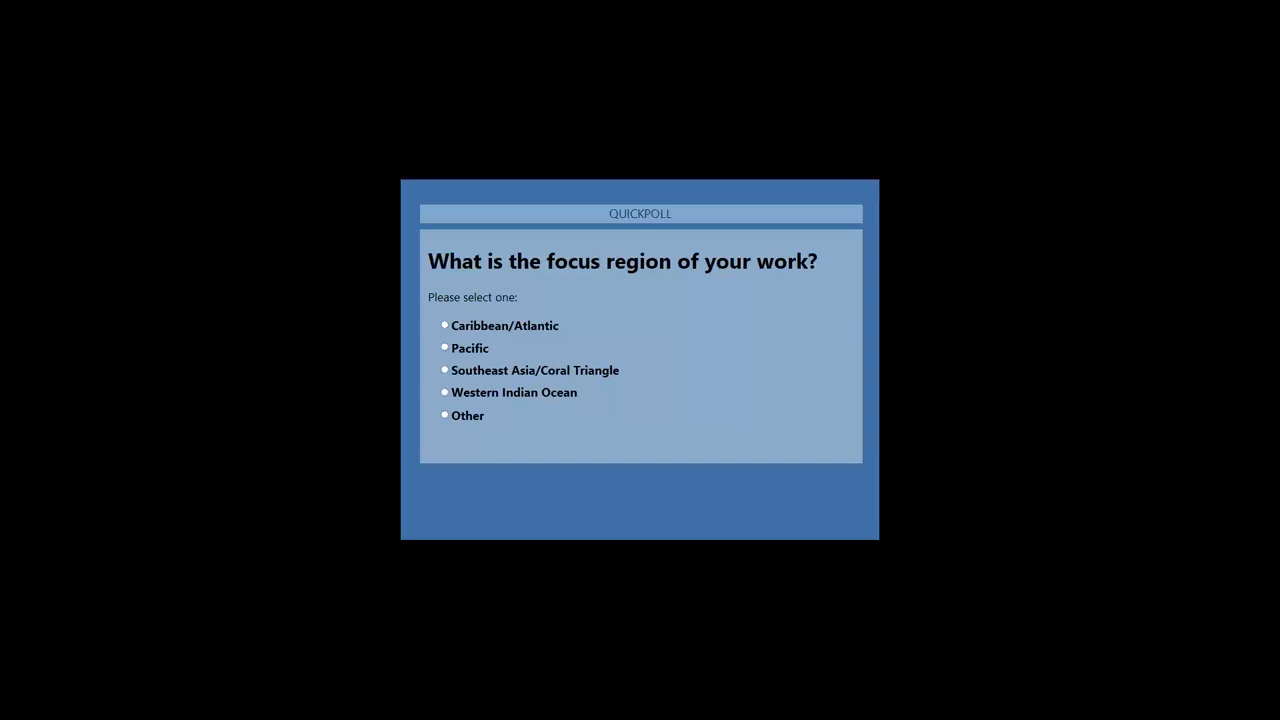 QUICKPOLL
What is the focus region of your work?
Please select one:
Caribbean/Atlantic
Pacific
Southeast Asia/Coral Triangle
Western Indian Ocean
Other